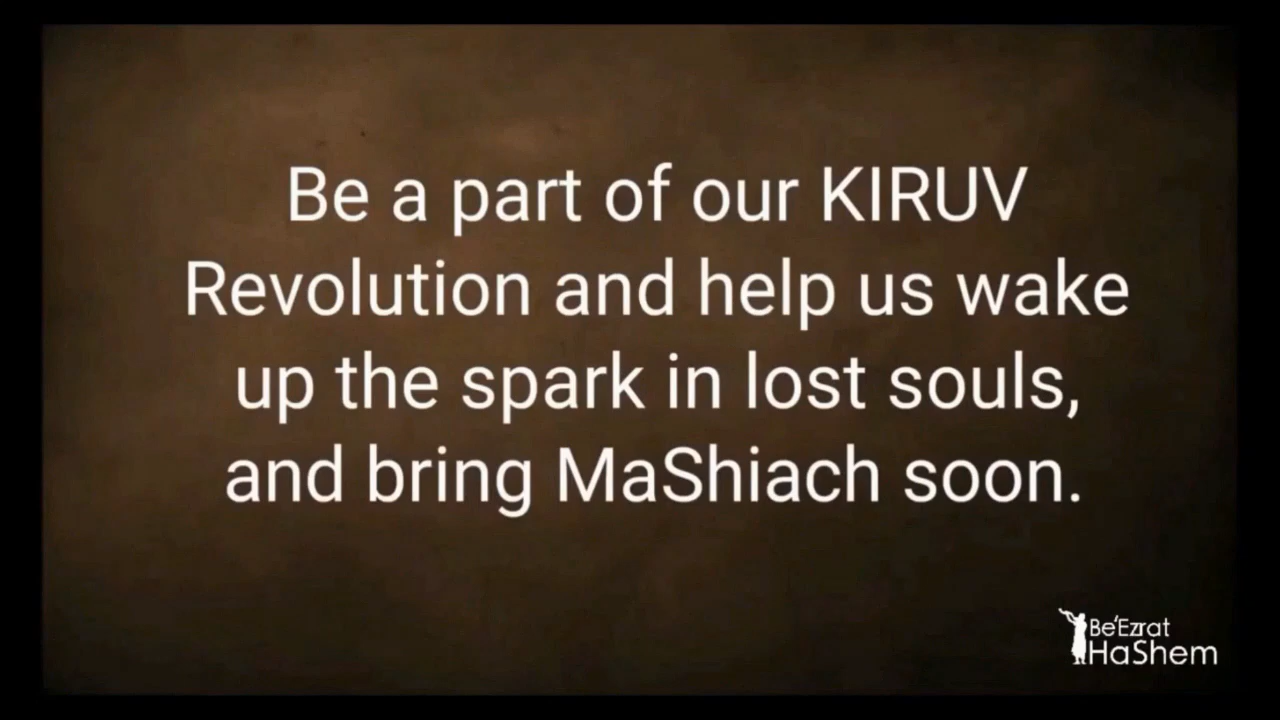 Be a part of our KIRUV
Revolution and help us wake
up the spark in lost souls,
and bring MaShiach soon.
Be'Ezrat
HaShem